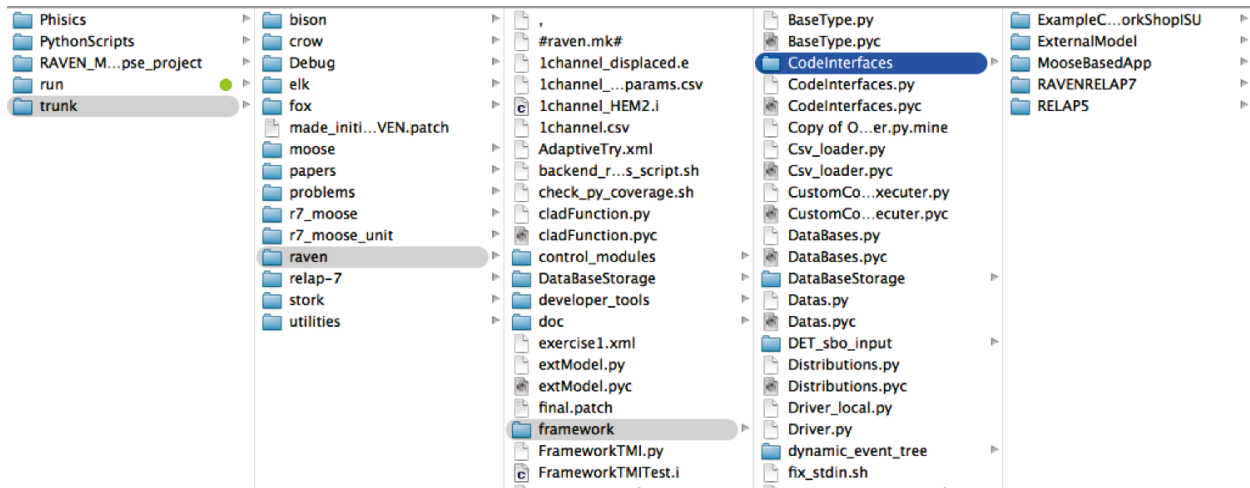 Phisics
PythonScripts
RAVEN_M...pse_project
run
trunk
bison
crow
Debug
elk
fox
made_initi...VEN.patch
moose
papers
problems
r7_moose
r7_moose_unit
raven
relap-7
stork
utilities
,
#raven.mk#
1channel_displaced.e
1channel_...params.csv
1channel_HEM2.i
1channel.csv
AdaptiveTry.xml
backend_r...s_script.sh
check_py_coverage.sh
cladFunction.py
cladFunction.pyc
control_modules
DataBaseStorage
developer_tools
doc
exercise1.xml
extModel.py
extModel.pyc
final.patch
framework
FrameworkTMI.py
FrameworkTMITest.i
BaseType.py
BaseType.pyc
CodeInterfaces
CodeInterfaces.py
CodeInterfaces.pyc
Copy of O...er.py.mine
Csv_loader.py
Csv_loader.pyc
CustomCo...xecuter.py
CustomCo...ecuter.pyc
DataBases.py
DataBases.pyc
DataBaseStorage
Datas.py
Datas.pyc
DET_sbo_input
Distributions.py
Distributions.pyc
Driver_local.py
Driver.py
dynamic_event_tree
fix_stdin.sh
ExampleC...orkShopISU
ExternalModel
MooseBasedApp
RAVENRELAP7
RELAP5